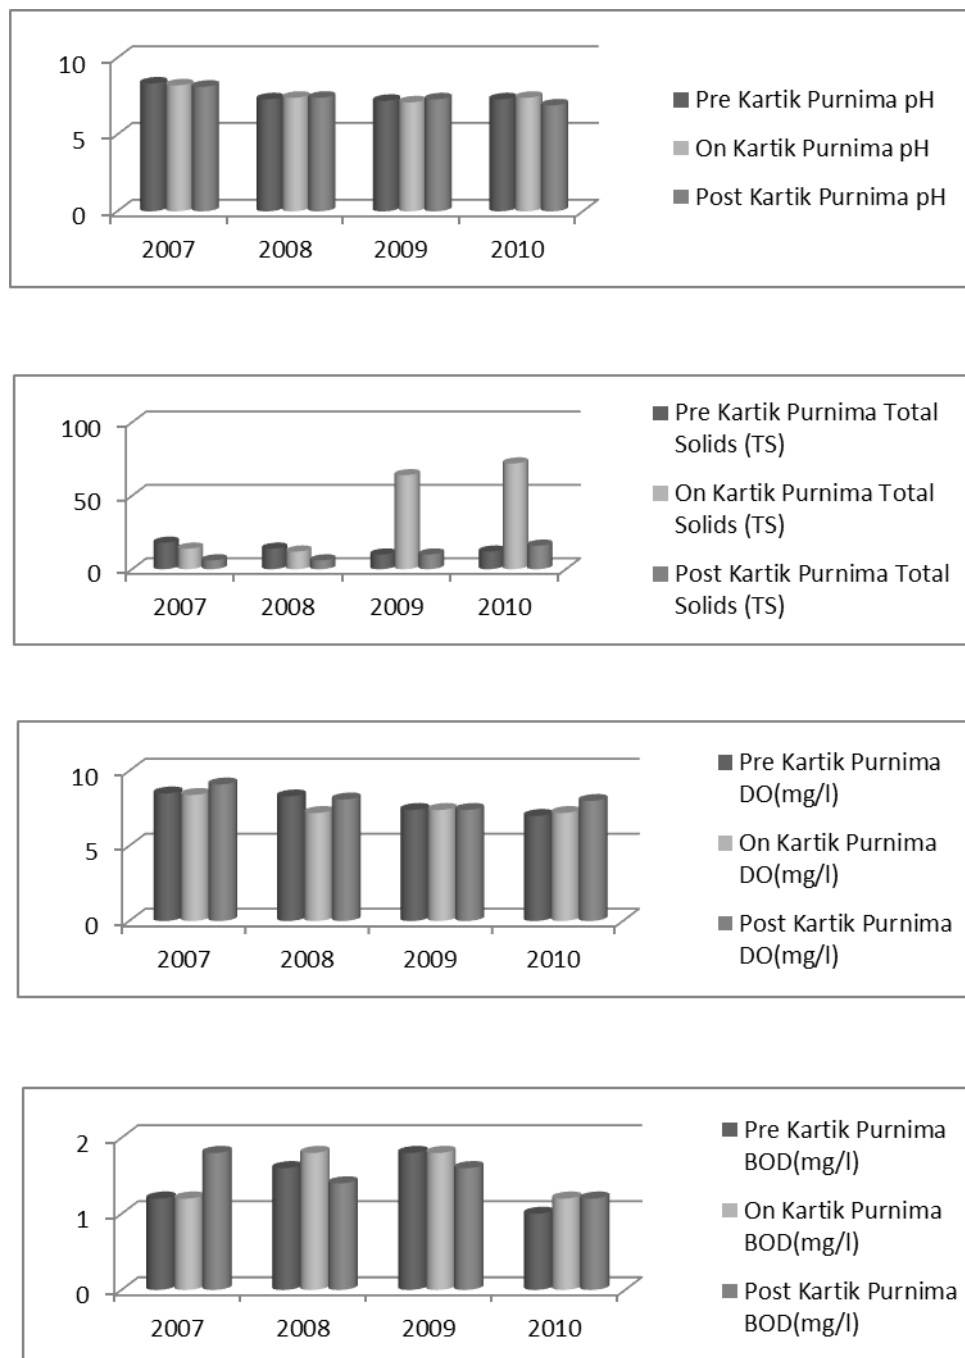 10
5
0
2007 2008 2009 2010
Pre Kartik Purnima pH
On Kartik Purnima pH
Post Kartik Purnima pH
100
50
0
2007 2008 2009 2010
Pre Kartik Purnima Total
Solids (TS)
On Kartik Purnima Total
Solids (TS)
Post Kartik Purnima Total
Solids (TS)
10
5
0
2007 2008 2009 2010
Pre Kartik Purnima
DO(mg/l)
On Kartik Purnima
DO(mg/l)
Post Kartik Purnima
DO(mg/l)
2
1
0
2007 2008 2009 2010
Pre Kartik Purnima
BOD(mg/l)
On Kartik Purnima
BOD(mg/l)
Post Kartik Purnima
BOD(mg/l)